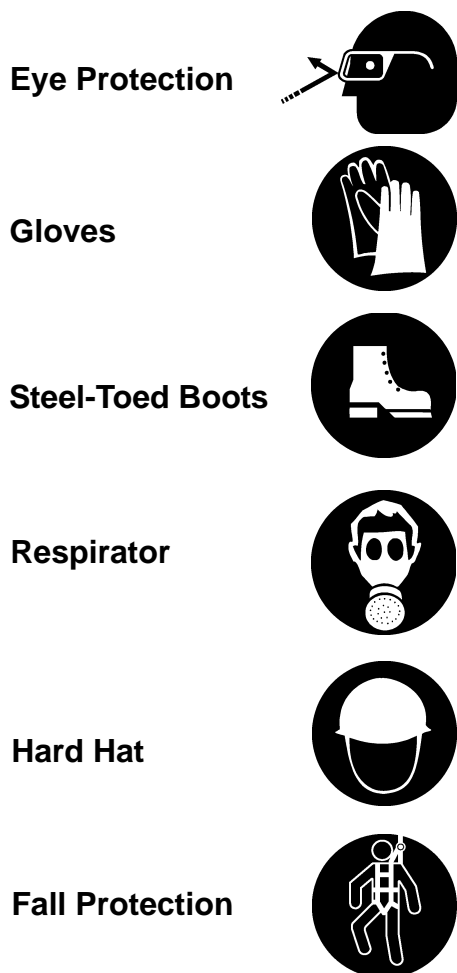 Eye Protection
Gloves
Steel-Toed Boots
Respirator
Hard Hat
Fall Protection